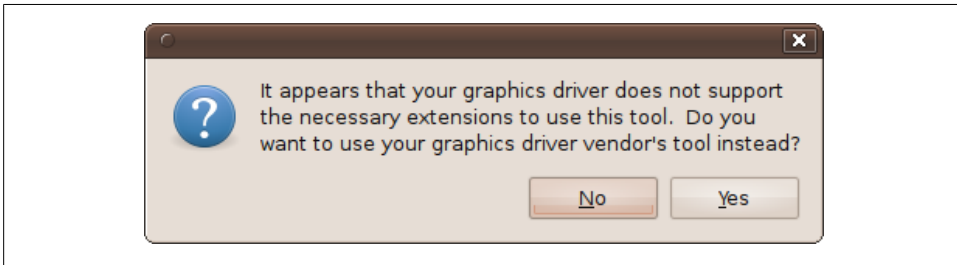 It appears that your graphics driver does not support
the necessary extensions to use this tool.  Do you
want to use your graphics driver vendor's tool instead?
No
Yes